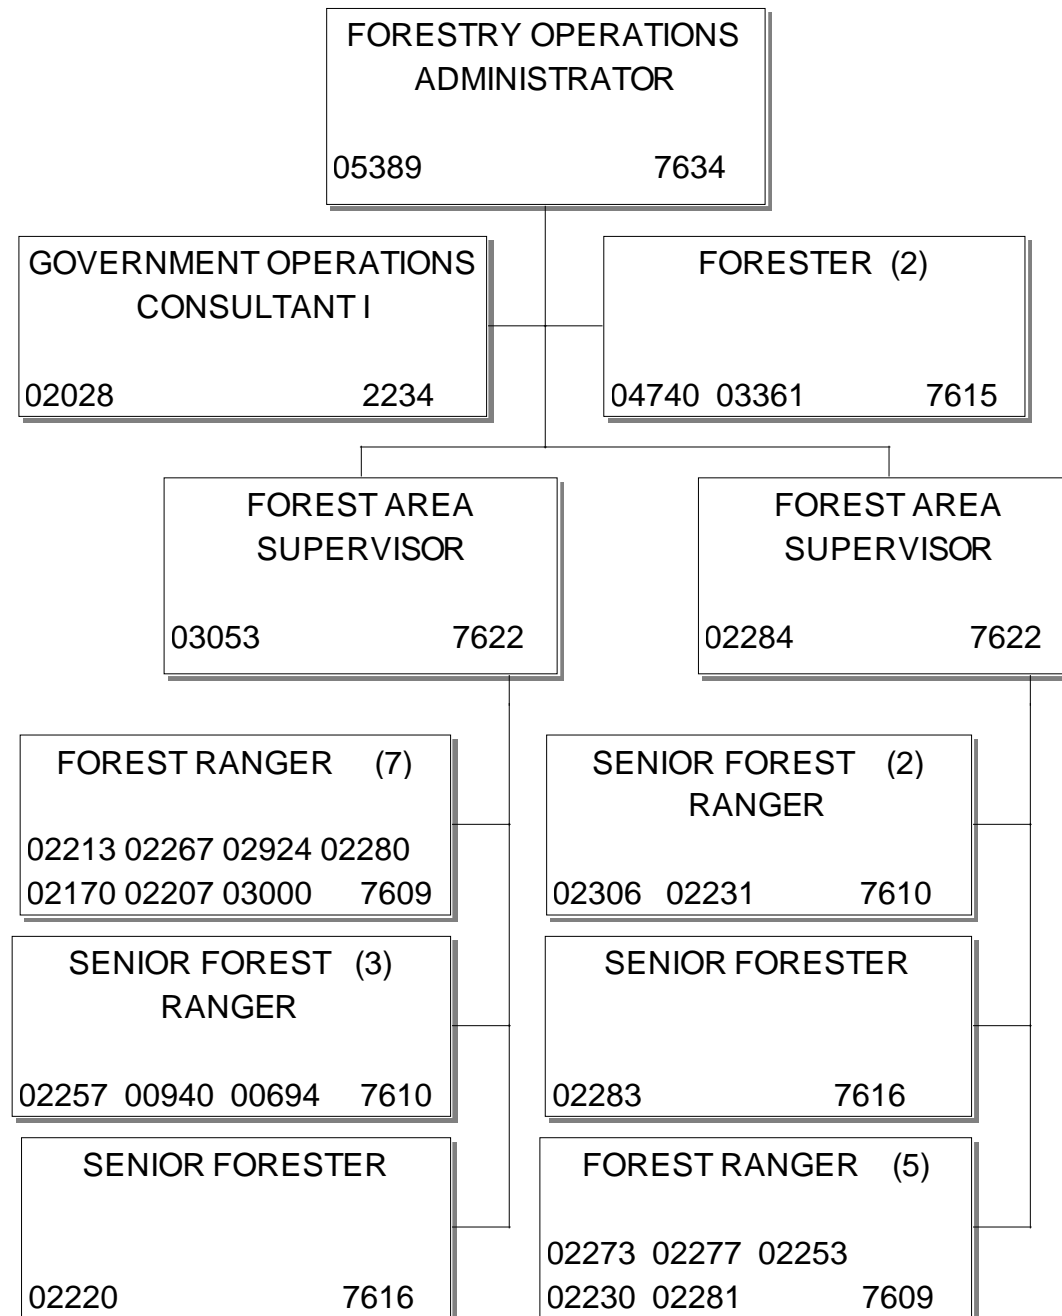 FORESTRY OPERATIONS
ADMINISTRATOR
05389 7634
GOVERNMENT OPERATIONS
CONSULTANT I
02028 2234
FORESTER (2)
04740 03361 7615
FOREST AREA
SUPERVISOR
03053 7622
FOREST AREA
SUPERVISOR
02284 7622
FOREST RANGER (7)
02213 02267 02924 02280
02170 02207 03000 7609
SENIOR FOREST (3)
RANGER
02257 00940 00694 7610
SENIOR FORESTER
02220 7616
SENIOR FOREST (2)
RANGER
02306 02231 7610
SENIOR FORESTER
02283 7616
FOREST RANGER (5)
02273 02277 02253
02230 02281 7609